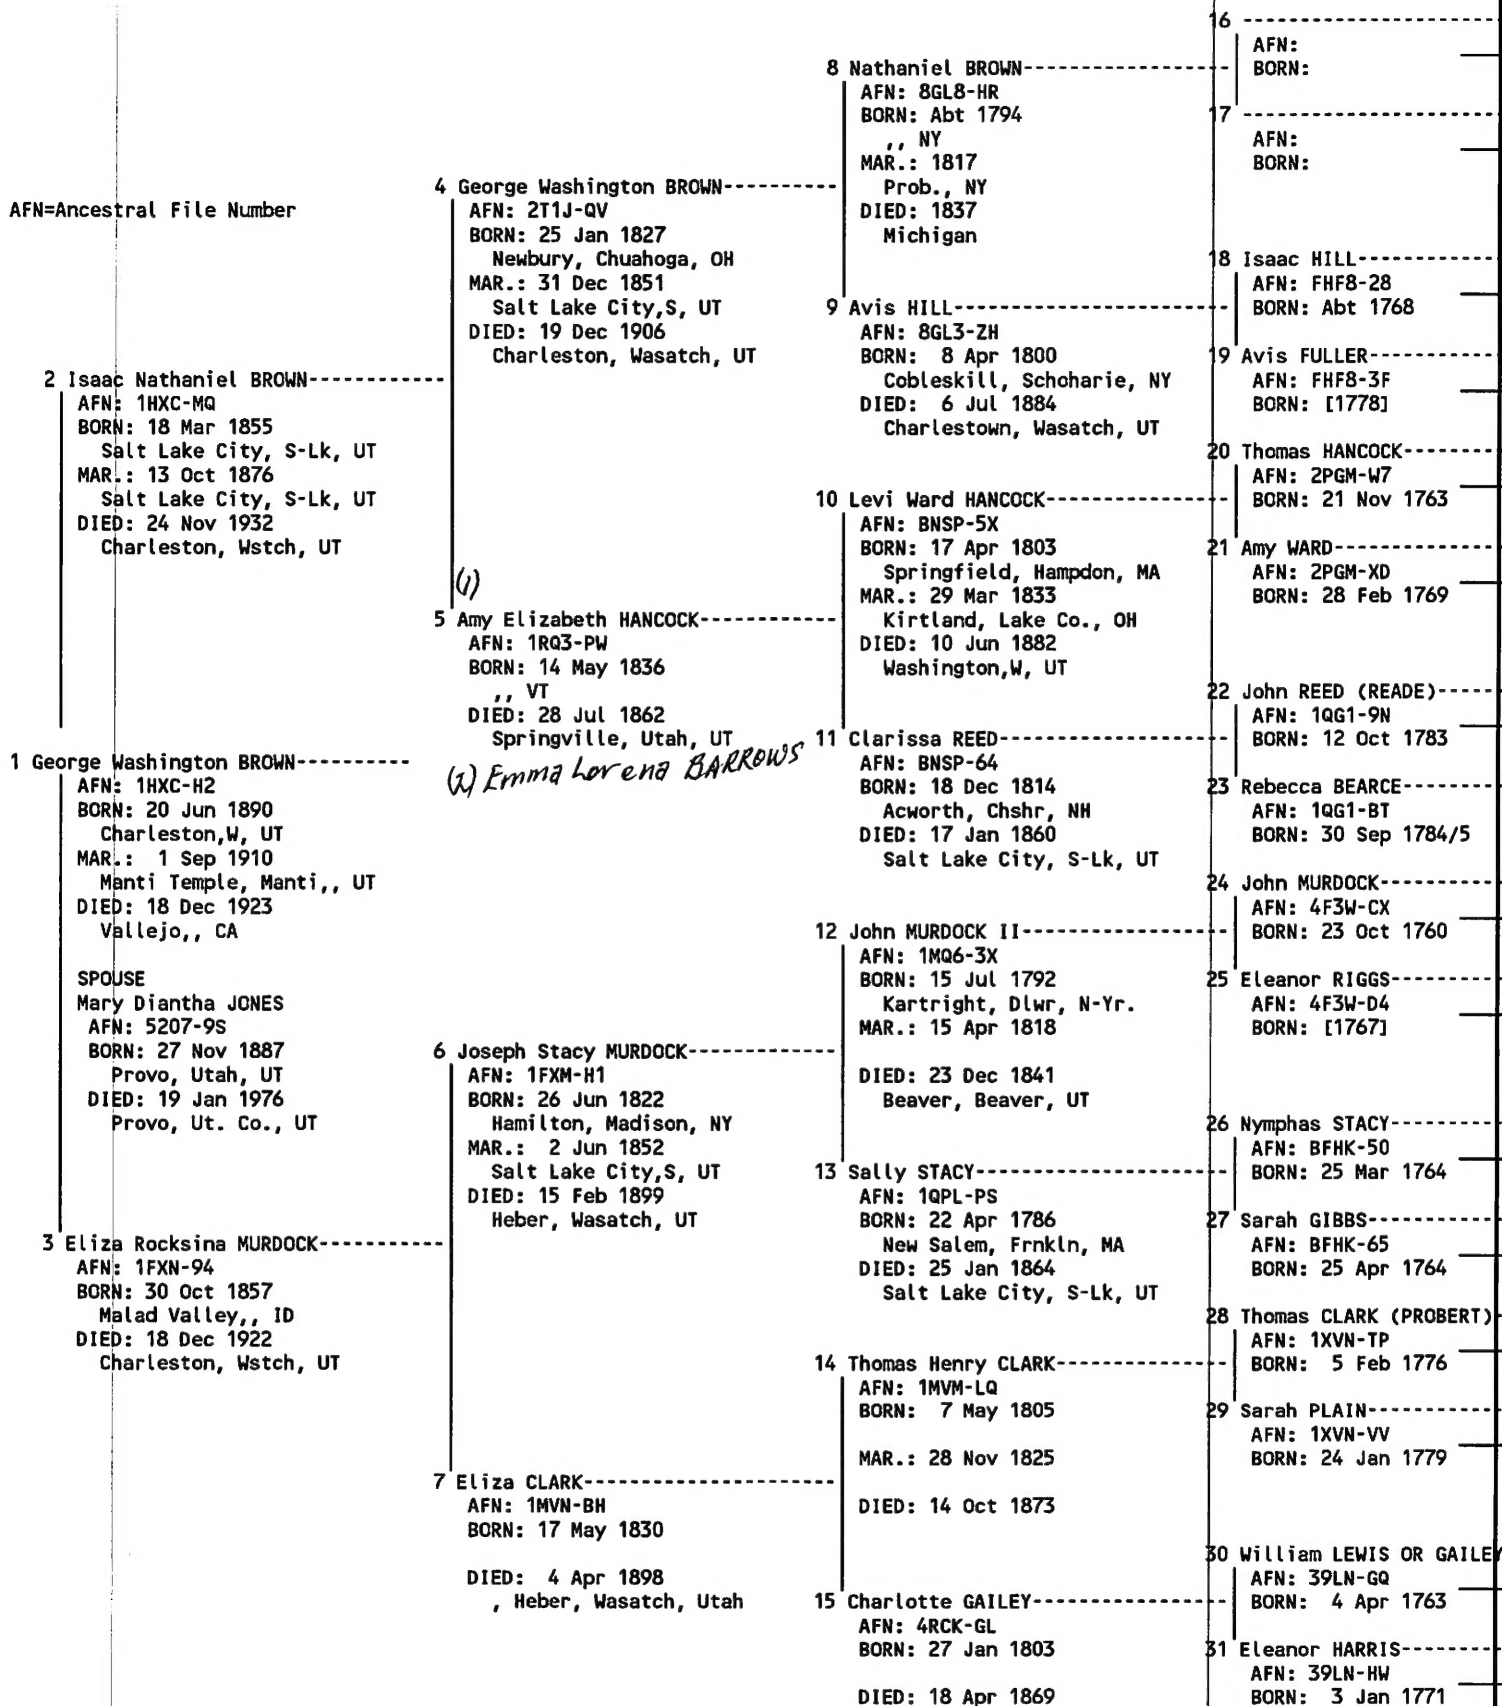 AFN=Ancestral File Number
1 George Washington BROWN----------
AFN: 1HXC-H2
BORN: 20 Jun 1890
Charleston,W, UT
MAR.: 1 Sep 1910
Manti Temple, Manti,, UT
DIED: 18 Dec 1923
Vallejo,, CA
SPOUSE
Mary Diantha JONES
AFN: 5207-9S
BORN: 27 Nov 1887
Provo, Utah, UT
DIED: 19 Jan 1976
Provo, Ut. Co., UT
2 Isaac Nathaniel BROWN------------
AFN: 1HXC-MQ
BORN: 18 Mar 1855
Salt Lake City, S-Lk, UT
MAR.: 13 Oct 1876
Salt Lake City, S-Lk, UT
DIED: 24 Nov 1932
Charleston, Wstch, UT
3 Eliza Rocksina MURDOCK-----------
AFN: 1FXN-94
BORN: 30 Oct 1857
Malad Valley,, ID
DIED: 18 Dec 1922
Charleston, Wstch, UT
4 George Washington BROWN----------
AFN: 2T1J-QV
BORN: 25 Jan 1827
Newbury, Chuahoga, OH
MAR.: 31 Dec 1851
Salt Lake City,S, UT
DIED: 19 Dec 1906
Charleston, Wasatch, UT
(1)
5 Amy Elizabeth HANCOCK------------
AFN: 1RQ3-PW
BORN: 14 May 1836
,, VT
DIED: 28 Jul 1862
Springville, Utah, UT
(2) Emma Lorena BARROWS
6 Joseph Stacy MURDOCK-------------
AFN: 1FXM-H1
BORN: 26 Jun 1822
Hamilton, Madison, NY
MAR.: 2 Jun 1852
Salt Lake City,S, UT
DIED: 15 Feb 1899
Heber, Wasatch, UT
7 Eliza CLARK----------------------
AFN: 1MVN-BH
BORN: 17 May 1830
DIED: 4 Apr 1898
, Heber, Wasatch, Utah
8 Nathaniel BROWN------------------
AFN: 8GL8-HR
BORN: Abt 1794
,, NY
MAR.: 1817
Prob., NY
DIED: 1837
Michigan
9 Avis HILL------------------------
AFN: 8GL3-ZH
BORN: 8 Apr 1800
Cobleskill, Schoharie, NY
DIED: 6 Jul 1884
Charlestown, Wasatch, UT
10 Levi Ward HANCOCK----------------
AFN: BNSP-5X
BORN: 17 Apr 1803
Springfield, Hampdon, MA
MAR.: 29 Mar 1833
Kirtland, Lake Co., OH
DIED: 10 Jun 1882
Washington,W, UT
11 Clarissa REED--------------------
AFN: BNSP-64
BORN: 18 Dec 1814
Acworth, Chshr, NH
DIED: 17 Jan 1860
Salt Lake City, S-Lk, UT
12 John MURDOCK II------------------
AFN: 1MQ6-3X
BORN: 15 Jul 1792
Kartright, Dlwr, N-Yr.
MAR.: 15 Apr 1818
DIED: 23 Dec 1841
Beaver, Beaver, UT
13 Sally STACY----------------------
AFN: 1QPL-PS
BORN: 22 Apr 1786
New Salem, Frnkln, MA
DIED: 25 Jan 1864
Salt Lake City, S-Lk, UT
14 Thomas Henry CLARK---------------
AFN: 1MVM-LQ
BORN: 7 May 1805
MAR.: 28 Nov 1825
DIED: 14 Oct 1873
15 Charlotte GAILEY-----------------
AFN: 4RCK-GL
BORN: 27 Jan 1803
DIED: 18 Apr 1869
16 ---------------------
AFN:
BORN:
17 ---------------------
AFN:
BORN:
18 Isaac HILL-----------
AFN: FHF8-28
BORN: Abt 1768
19 Avis FULLER----------
AFN: FHF8-3F
BORN: [1778]
20 Thomas HANCOCK-------
AFN: 2PGM-W7
BORN: 21 Nov 1763
21 Amy WARD-------------
AFN: 2PGM-XD
BORN: 28 Feb 1769
22 John REED (READE)-----
AFN: 1QG1-9N
BORN: 12 Oct 1783
23 Rebecca BEARCE-------
AFN: 1QG1-BT
BORN: 30 Sep 1784/5
24 John MURDOCK---------
AFN: 4F3W-CX
BORN: 23 Oct 1760
25 Eleanor RIGGS--------
AFN: 4F3W-D4
BORN: [1767]
26 Nymphas STACY--------
AFN: BFHK-50
BORN: 25 Mar 1764
27 Sarah GIBBS----------
AFN: BFHK-65
BORN: 25 Apr 1764
28 Thomas CLARK (PROBERT)-
AFN: 1XVN-TP
BORN: 5 Feb 1776
29 Sarah PLAIN----------
AFN: 1XVN-VV
BORN: 24 Jan 1779
30 William LEWIS OR GAILEY
AFN: 39LN-GQ
BORN: 4 Apr 1763
31 Eleanor HARRIS-------
AFN: 39LN-HW
BORN: 3 Jan 1771